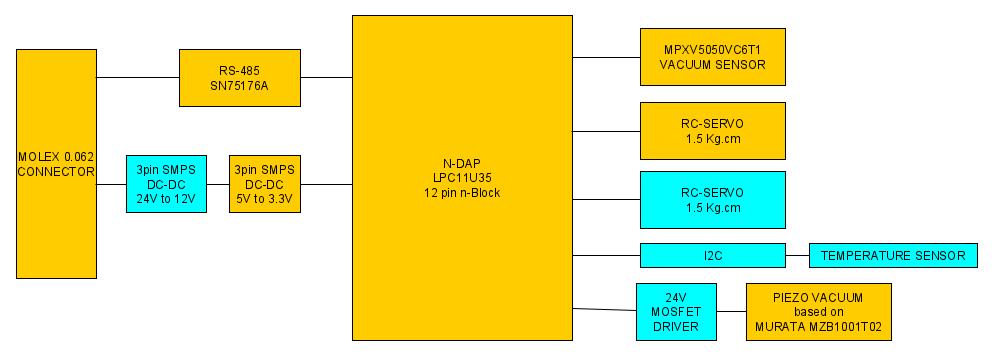 MOLEX 0.062
CONNECTOR
RS-485
SN75176A
3pin SMPS
DC-DC
24V to 12V
3pin SMPS
DC-DC
5V to 3.3V
N-DAP
LPC11U35
12 pin n-Block
MPXV5050VC6T1
VACUUM SENSOR
RC-SERVO
1.5 Kg.cm
RC-SERVO
1.5 Kg.cm
I2C
TEMPERATURE SENSOR
24V
MOSFET
DRIVER
PIEZO VACUUM
based on
MURATA MZB1001T02